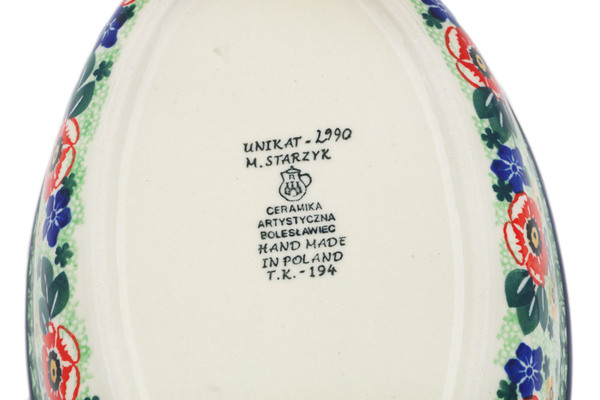 UNIKAT - 2990
M. STARZYK
CERAMIKA
ARTYSTYCZNA
BOLESŁAWIEC
HAND MADE
IN POLAND
T.K. - 194